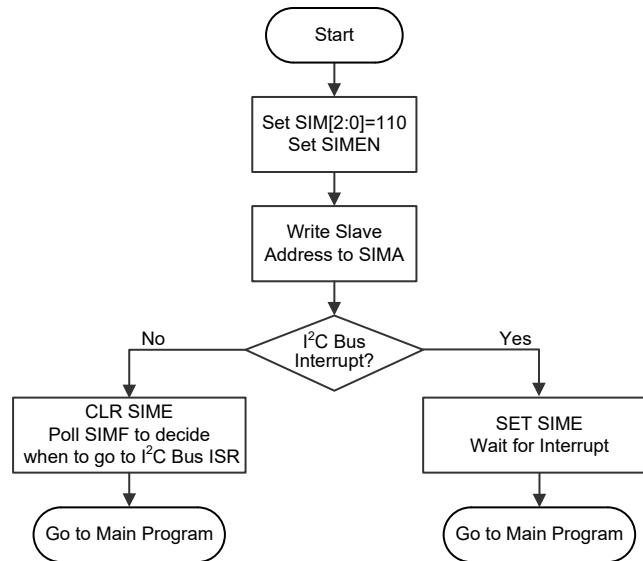 Start
Set SIM[2:0]=110
Set SIMEN
Write Slave
Address to SIMA
I²C Bus
Interrupt?
No
Yes
CLR SIME
Poll SIMF to decide
when to go to I²C Bus ISR
SET SIME
Wait for Interrupt
Go to Main Program
Go to Main Program